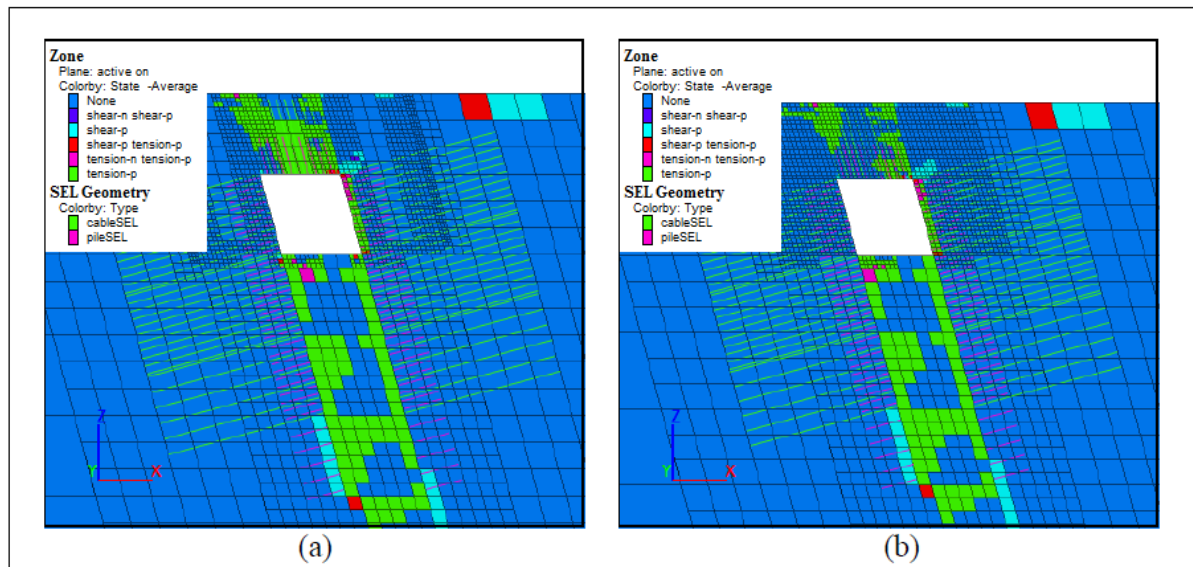 Zone
Plane: active on
Colorby: State -Average
None
shear-n shear-p
shear-p
shear-p tension-p
tension-n tension-p
tension-p
SEL Geometry
Colorby: Type
cableSEL
pileSEL
Z
Y
X
(a)
Zone
Plane: active on
Colorby: State -Average
None
shear-n shear-p
shear-p
shear-p tension-p
tension-n tension-p
tension-p
SEL Geometry
Colorby: Type
cableSEL
pileSEL
Z
Y
X
(b)